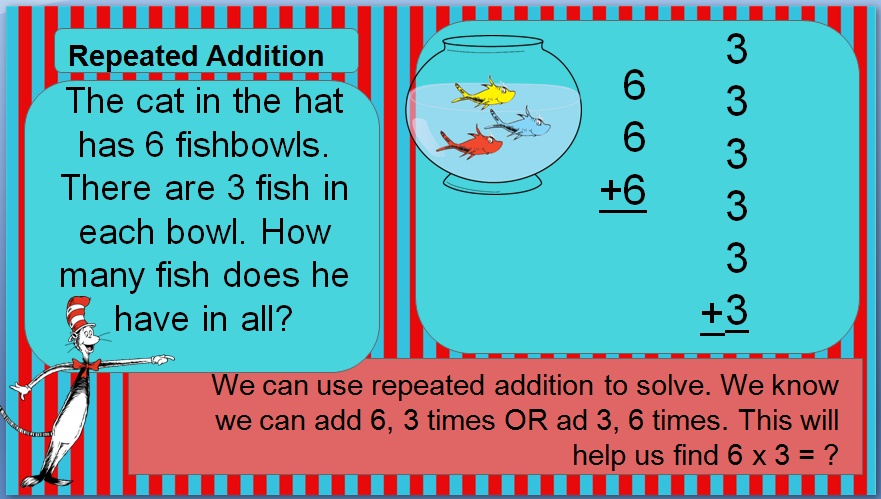 Repeated Addition
The cat in the hat
has 6 fishbowls.
There are 3 fish in
each bowl. How
many fish does he
have in all?
6
6
+6
3
3
3
3
3
+3
We can use repeated addition to solve. We know
we can add 6, 3 times OR ad 3, 6 times. This will
help us find 6 x 3 = ?